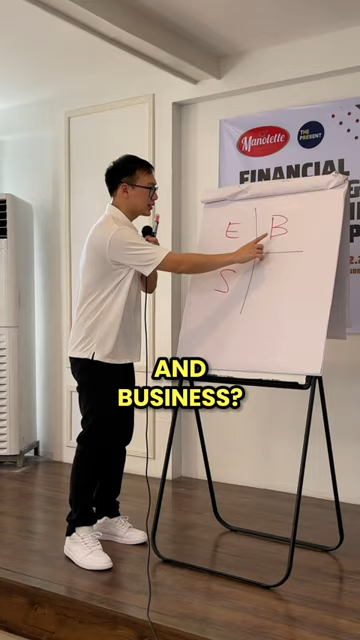 Manolette
THE
PRESENT
FINANCIAL
E
B
S
AND
BUSINESS?